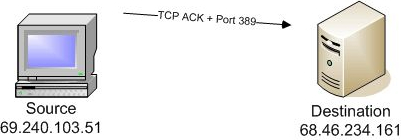 TCP ACK + Port 389
Source
69.240.103.51
Destination
68.46.234.161